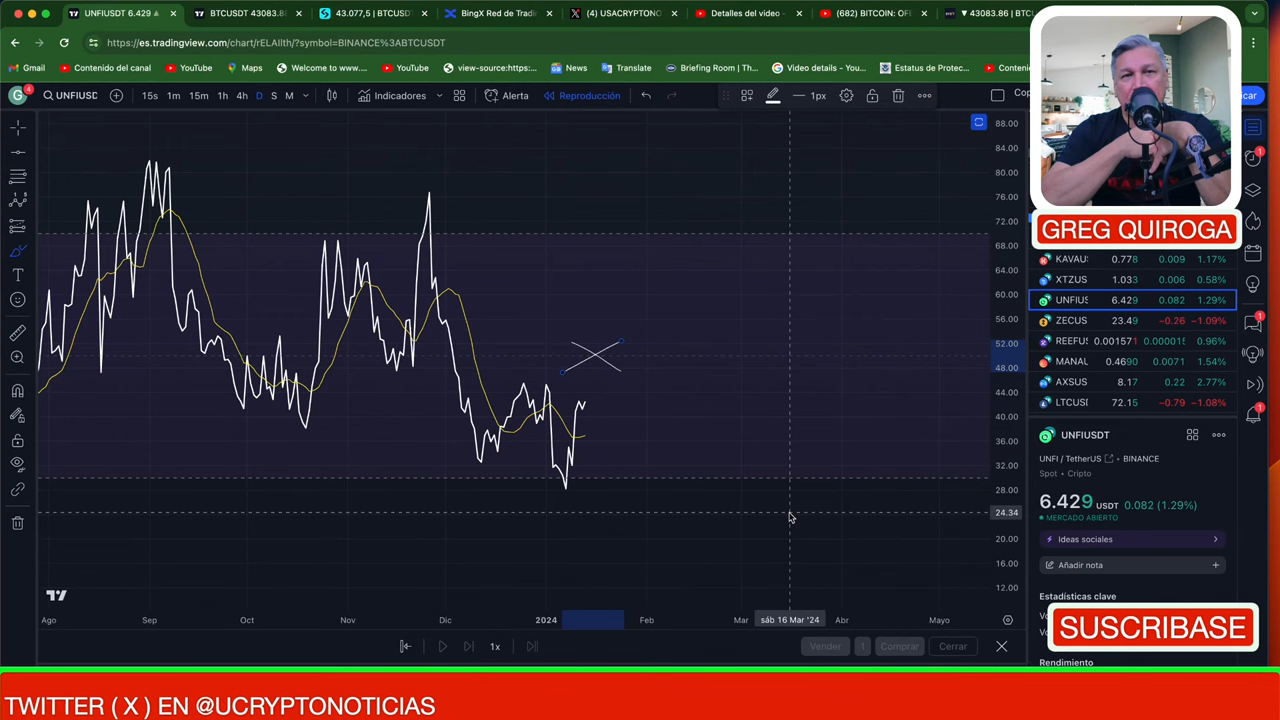 UNFIUSDT 6.429
BTCUSDT 43083.8
43.077,5 | BTCUSDT
BingX Red de Tradin
(4) USACRYPTONO
Detalles del video -
(682) BITCOIN: OFI
▼ 43083.86 | BTC
https://es.tradingview.com/chart/rELAIlth/?symbol=BINANCE%3ABTCUSDT
Gmail
Contenido del canal
YouTube
Maps
Welcome to www....
YouTube
view-source:https:...
News
Translate
Briefing Room | Th...
Video details - You...
Estatus de Protec...
G
4
UNFIUSD
15s
1m
15m
1h
4h
D
S
M
Indicadores
Alerta
Reproducción
1px
88.00
84.00
80.00
76.00
72.00
68.00
64.00
60.00
56.00
52.00
48.00
44.00
40.00
36.00
32.00
28.00
24.34
20.00
16.00
12.00
Ago
Sep
Oct
Nov
Dic
2024
Feb
Mar
sáb 16 Mar '24
Abr
Mayo
1x
Vender
1
Comprar
Cerrar
GREG QUIROGA
KAVAU: 0.778 0.009 1.17%
XTZUS 1.033 0.006 0.58%
UNFIUS 6.429 0.082 1.29%
ZECUS 23.49 −0.26 −1.09%
REEFU: 0.001571 0.000015 0.96%
MANAU 0.4690 0.0071 1.54%
AXSUS 8.17 0.22 2.77%
LTCUSD 72.15 −0.79 −1.08%
UNFIUSDT
UNFI / TetherUS • BINANCE
Spot • Cripto
6.429 0.082 (1.29%)
MERCADO ABIERTO
Ideas sociales
Añadir nota
Estadísticas clave
SUSCRIBASE
Rendimiento
TWITTER ( X ) EN @UCRYPTONOTICIAS